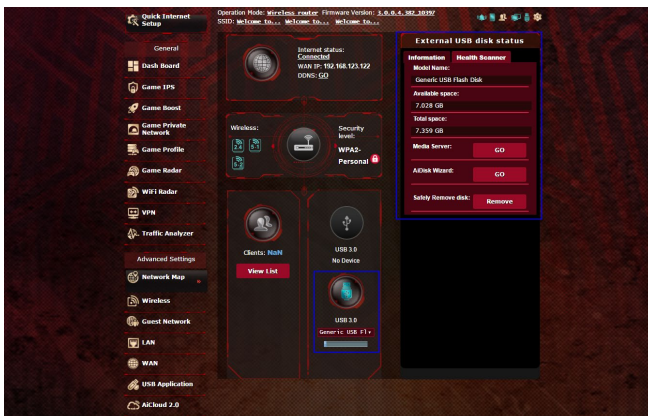 Quick Internet
Setup
Operation Mode: Wireless router Firmware Version: 3.0.0.4.382_10397
SSID: Welcome to... Welcome to... Welcome to...
General
Dash Board
Game IPS
Game Boost
Game Private
Network
Game Profile
Game Radar
WiFi Radar
VPN
Traffic Analyzer
Advanced Settings
Network Map
Wireless
Guest Network
LAN
WAN
USB Application
AiCloud 2.0
Internet status:
Connected
WAN IP: 192.168.123.122
DDNS: GO
Wireless:
2.4
5-1
5-2
Security
level:
WPA2-
Personal
Clients: NaN
View List
USB 3.0
No Device
USB 3.0
Generic USB Fl
External USB disk status
Information Health Scanner
Model Name:
Generic USB Flash Disk
Available space:
7.028 GB
Total space:
7.359 GB
Media Server:
GO
AiDisk Wizard:
GO
Safely Remove disk:
Remove